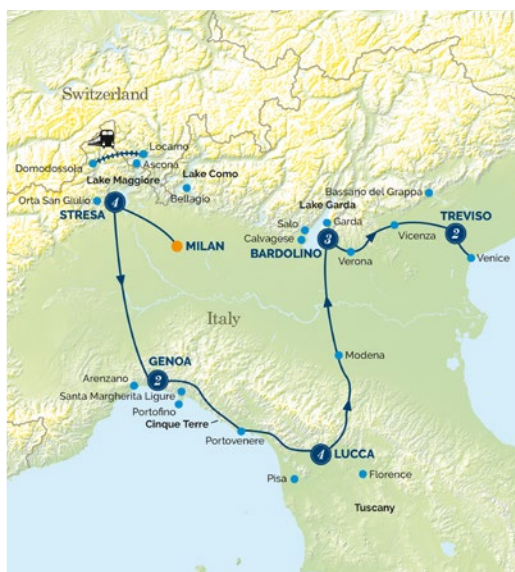 Switzerland
Locarno
Domodossola
Ascona
Lake Maggiore
Lake Como
Orta San Giulio
STRESA
4
Bellagio
MILAN
Bassano del Grappa
Lake Garda
Salo
Garda
Calvagese
BARDOLINO
3
Verona
Vicenza
TREVISO
2
Venice
Italy
Modena
GENOA
Arenzano
2
Santa Margherita Ligure
Portofino
Cinque Terre
Portovenere
4
LUCCA
Pisa
Florence
Tuscany